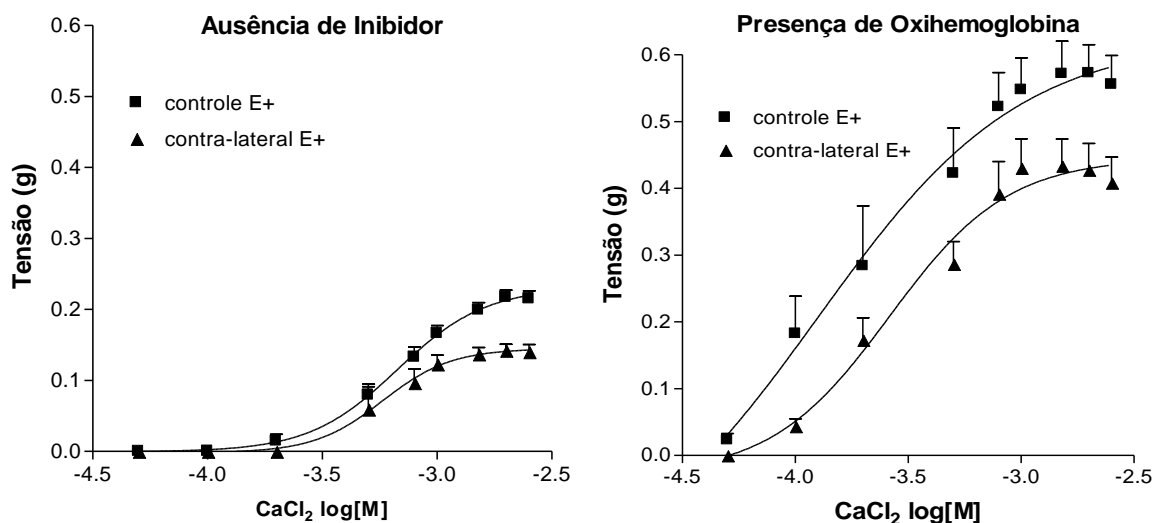 Ausência de Inibidor
0.6
0.5
0.4
0.3
0.2
0.1
0.0
Tensão (g)
controle E+
contra-lateral E+
-4.5
-4.0
-3.5
-3.0
-2.5
CaCl₂ log[M]
Presença de Oxihemoglobina
0.6
0.5
0.4
0.3
0.2
0.1
0.0
Tensão (g)
controle E+
contra-lateral E+
-4.5
-4.0
-3.5
-3.0
-2.5
CaCl₂ log[M]